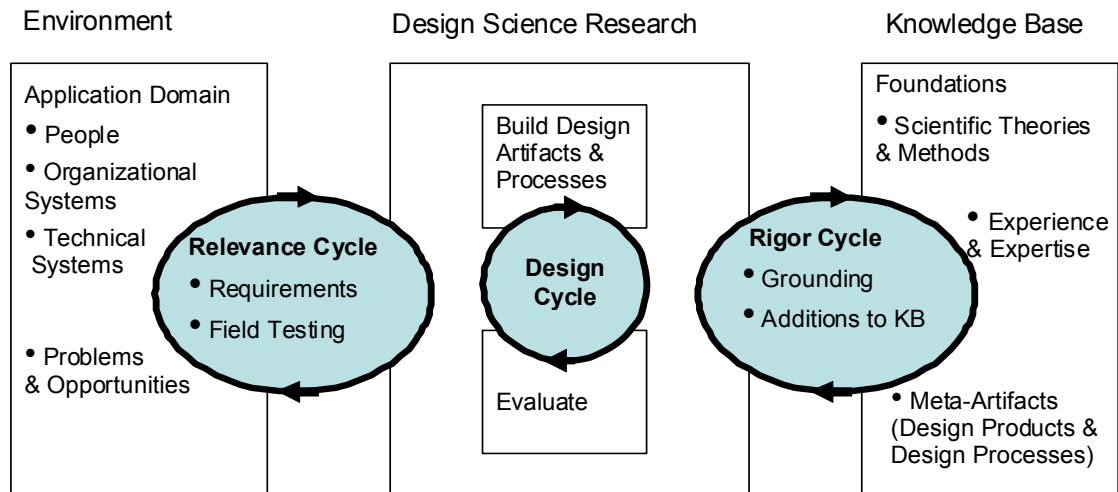 Environment
Design Science Research
Knowledge Base
Application Domain
• People
• Organizational
Systems
• Technical
Systems
• Problems
& Opportunities
Relevance Cycle
• Requirements
• Field Testing
Build Design
Artifacts &
Processes
Design
Cycle
Evaluate
Rigor Cycle
• Grounding
• Additions to KB
Foundations
• Scientific Theories
& Methods
• Experience
& Expertise
• Meta-Artifacts
(Design Products &
Design Processes)